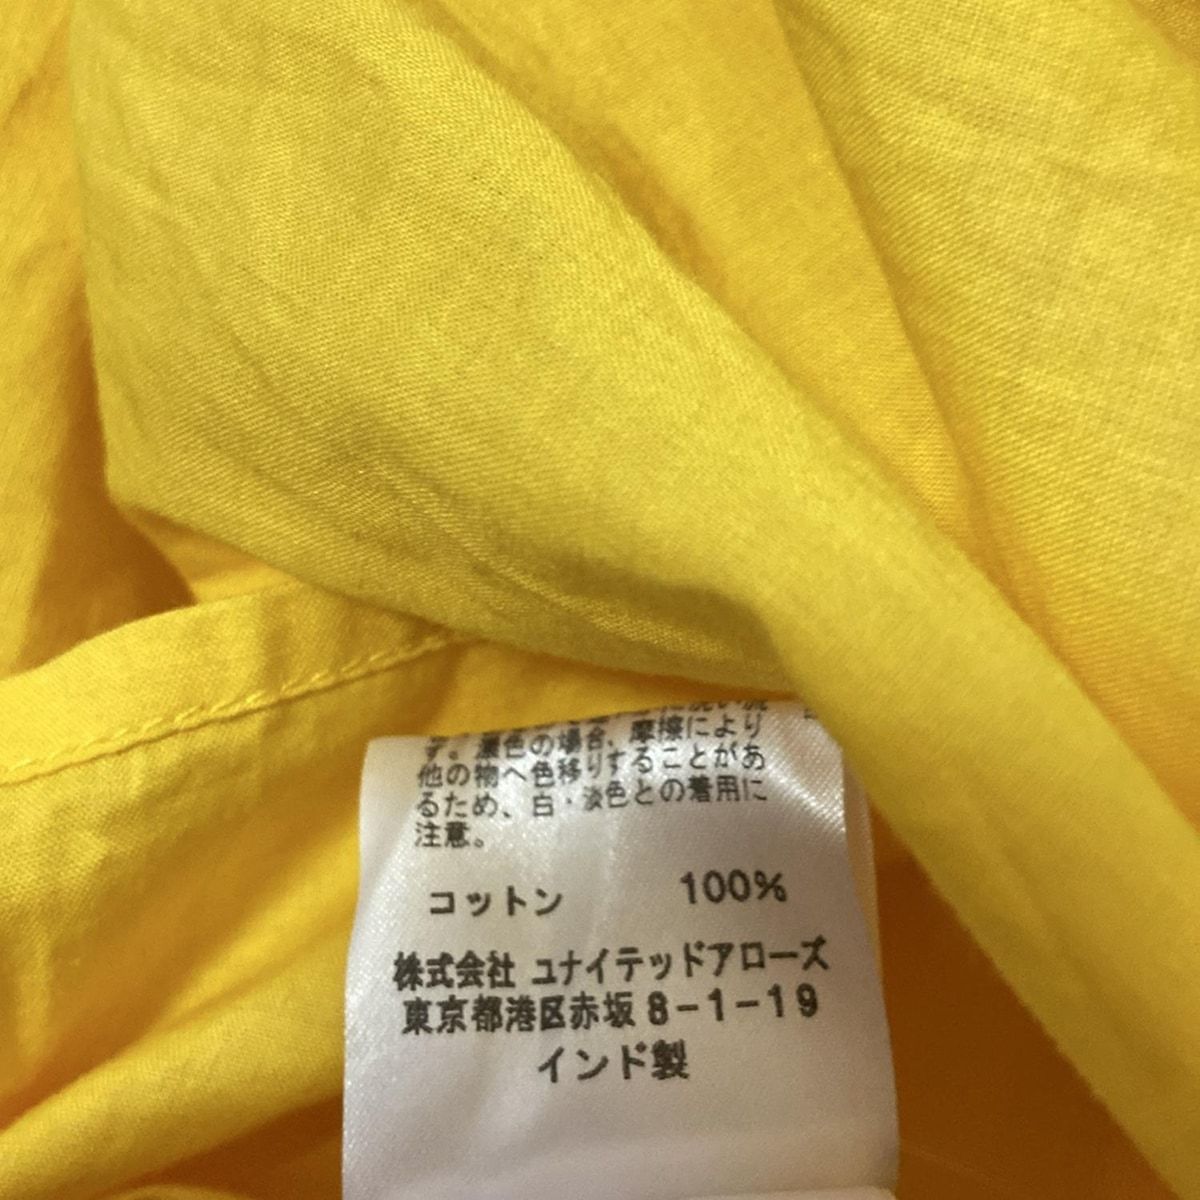 す。濃色の場合、摩擦により
他の物へ色移りすることがあ
るため、白・淡色との着用に
注意。
コットン 100%
株式会社 ユナイテッドアローズ
東京都港区赤坂8-1-19
インド製